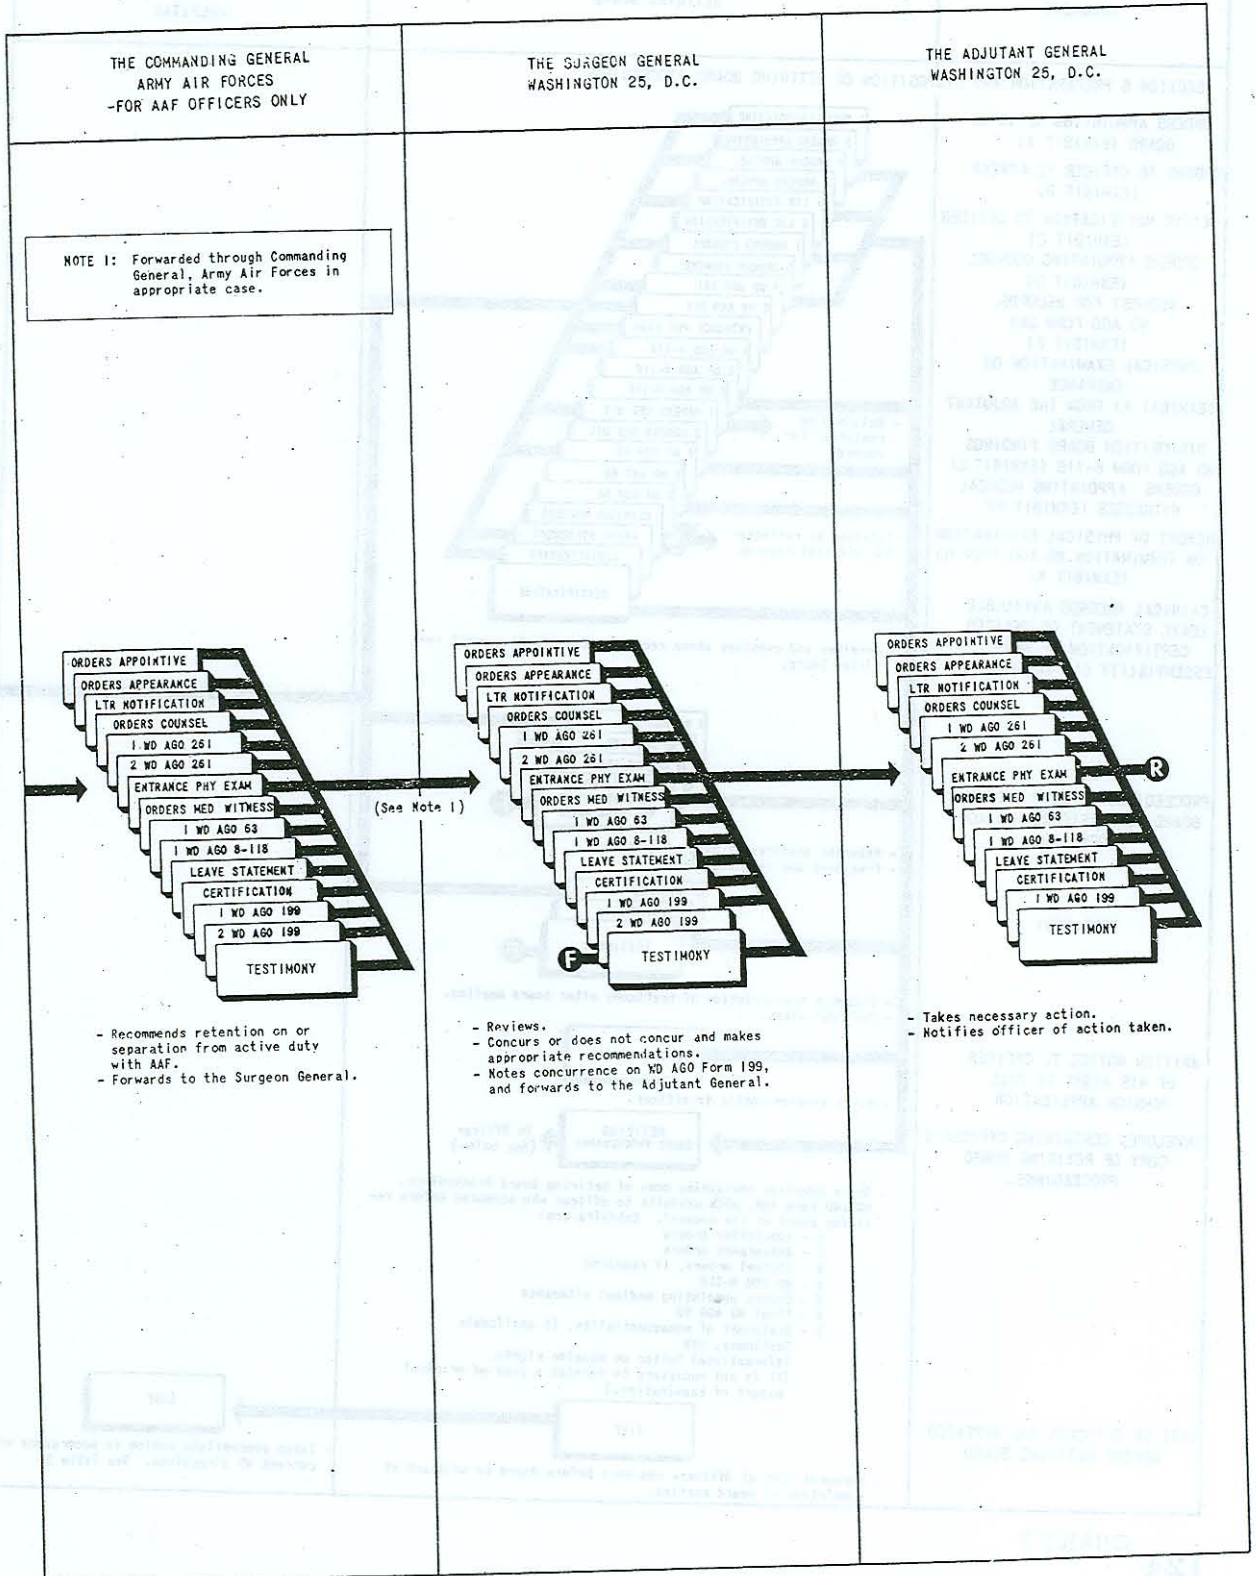 THE COMMANDING GENERAL
ARMY AIR FORCES
-FOR AAF OFFICERS ONLY
THE SURGEON GENERAL
WASHINGTON 25, D.C.
THE ADJUTANT GENERAL
WASHINGTON 25, D.C.
NOTE 1: Forwarded through Commanding
General, Army Air Forces in
appropriate case.
ORDERS APPOINTIVE
ORDERS APPEARANCE
LTR NOTIFICATION
ORDERS COUNSEL
1 WD AGO 261
2 WD AGO 261
ENTRANCE PHY EXAM
ORDERS MED WITNESS
1 WD AGO 63
1 WD AGO 8-118
LEAVE STATEMENT
CERTIFICATION
1 WD AGO 199
2 WD AGO 199
TESTIMONY
(See Note 1)
ORDERS APPOINTIVE
ORDERS APPEARANCE
LTR NOTIFICATION
ORDERS COUNSEL
1 WD AGO 261
2 WD AGO 261
ENTRANCE PHY EXAM
ORDERS MED WITNESS
1 WD AGO 63
1 WD AGO 8-118
LEAVE STATEMENT
CERTIFICATION
1 WD AGO 199
2 WD AGO 199
F
TESTIMONY
ORDERS APPOINTIVE
ORDERS APPEARANCE
LTR NOTIFICATION
ORDERS COUNSEL
1 WD AGO 261
2 WD AGO 261
ENTRANCE PHY EXAM
R
ORDERS MED WITNESS
1 WD AGO 63
1 WD AGO 8-118
LEAVE STATEMENT
CERTIFICATION
1 WD AGO 199
TESTIMONY
- Recommends retention on or
separation from active duty
with AAF.
- Forwards to the Surgeon General.
- Reviews.
- Concurs or does not concur and makes
appropriate recommendations.
- Notes concurrence on WD AGO Form 199,
and forwards to the Adjutant General.
- Takes necessary action.
- Notifies officer of action taken.